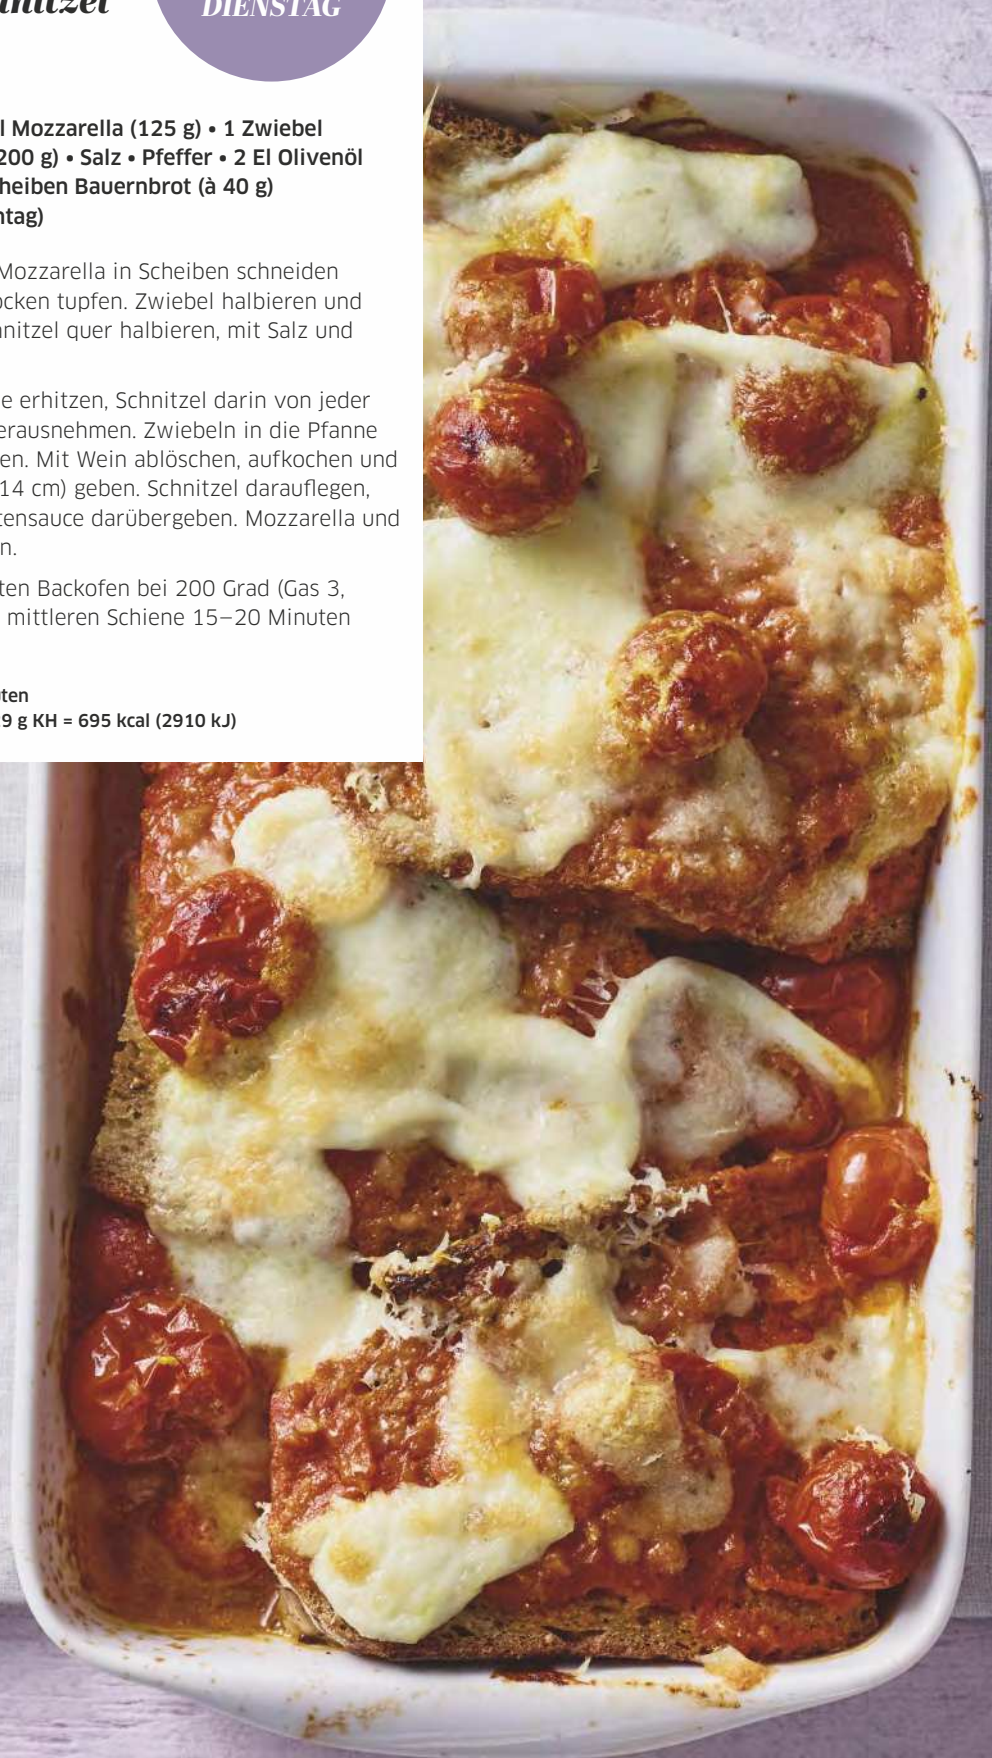 DIENSTAG
l Mozzarella (125 g) • 1 Zwiebel
200 g) • Salz • Pfeffer • 2 El Olivenöl
heiben Bauernbrot (à 40 g)
ntag)
Mozzarella in Scheiben schneiden
ocken tupfen. Zwiebel halbieren und
nitzel quer halbieren, mit Salz und
e erhitzen, Schnitzel darin von jeder
erausnehmen. Zwiebeln in die Pfanne
en. Mit Wein ablöschen, aufkochen und
14 cm) geben. Schnitzel darauflegen,
tensauce darübergeben. Mozzarella und
n.
ten Backofen bei 200 Grad (Gas 3,
mittleren Schiene 15–20 Minuten
ten
9 g KH = 695 kcal (2910 kJ)